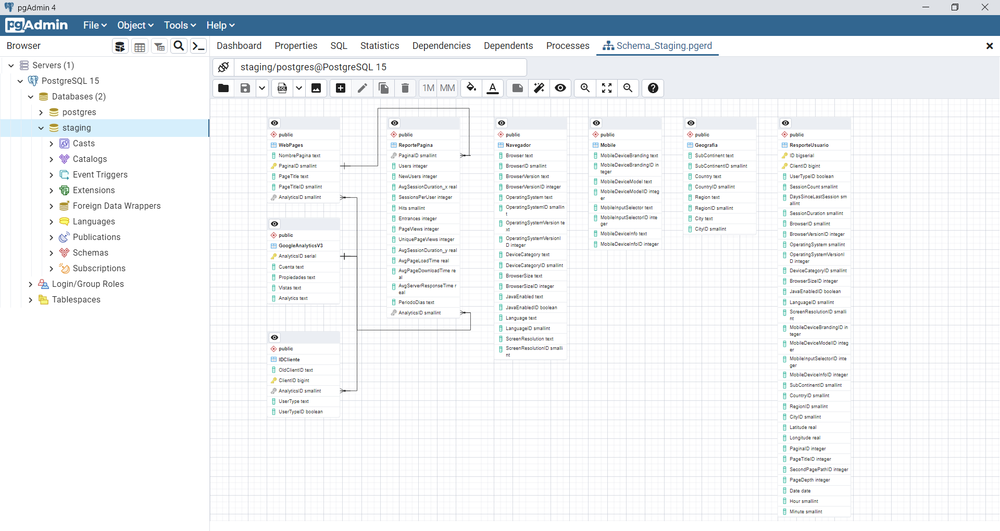 pgAdmin 4
pgAdmin File Object Tools Help
Browser
Dashboard Properties SQL Statistics Dependencies Dependents Processes Schema_Staging.pgerd
Servers (1)
PostgreSQL 15
Databases (2)
postgres
staging
Casts
Catalogs
Event Triggers
Extensions
Foreign Data Wrappers
Languages
Publications
Schemas
Subscriptions
Login/Group Roles
Tablespaces
staging/postgres@PostgreSQL 15
SQL
1M MM
A
public
WebPages
NombrePagina text
PaginaID smallint
PageTitle text
PageTitleID smallint
AnalyticsID smallint
public
GoogleAnalyticsV3
AnalyticsID serial
Cuenta text
Propiedades text
Vistas text
Analytics text
public
IDCliente
OldClientID text
ClientID bigint
AnalyticsID smallint
UserType text
UserTypeID boolean
public
ReportePagina
PaginaID smallint
Users integer
NewUsers integer
AvgSessionDuration_x real
SessionsPerUser integer
Hits smallint
Entrances integer
PageViews integer
UniquePageViews integer
AvgSessionDuration_y real
AvgPageLoadTime real
AvgPageDownloadTime re
al
AvgServerResponseTime r
eal
PeriodoDias text
AnalyticsID smallint
public
Navegador
Browser text
BrowserID smallint
BrowserVersion text
BrowserVersionID integer
OperatingSystem text
OperatingSystemID smallin
t
OperatingSystemVersion te
xt
OperatingSystemVersionI
D integer
DeviceCategory text
DeviceCategoryID smallint
BrowserSize text
BrowserSizeID integer
JavaEnabled text
JavaEnabledID boolean
Language text
LanguageID smallint
ScreenResolution text
ScreenResolutionID smalli
nt
public
Mobile
MobileDeviceBranding text
MobileDeviceBrandingID in
teger
MobileDeviceModel text
MobileDeviceModelID integ
er
MobileInputSelector text
MobileInputSelectorID inte
ger
MobileDeviceInfo text
MobileDeviceInfoID integer
public
Geografia
SubContinent text
SubContinentID smallint
Country text
CountryID smallint
Region text
RegionID smallint
City text
CityID smallint
public
ResporteUsuario
ID bigserial
ClientID bigint
UserTypeID boolean
SessionCount smallint
DaysSinceLastSession sm
allint
SessionDuration smallint
BrowserID smallint
BrowserVersionID integer
OperatingSystem smallint
OperatingSystemVersionI
D integer
DeviceCategoryID smallint
BrowserSizeID integer
JavaEnabledID boolean
LanguageID smallint
ScreenResolutionID smalli
nt
MobileDeviceBrandingID in
teger
MobileDeviceModelID integ
er
MobileInputSelectorID inte
ger
MobileDeviceInfoID integer
SubContinentID smallint
CountryID smallint
RegionID smallint
CityID smallint
Latitude real
Longitude real
PaginaID integer
PageTitleID integer
SecondPagePathID integer
PageDepth integer
Date date
Hour smallint
Minute smallint